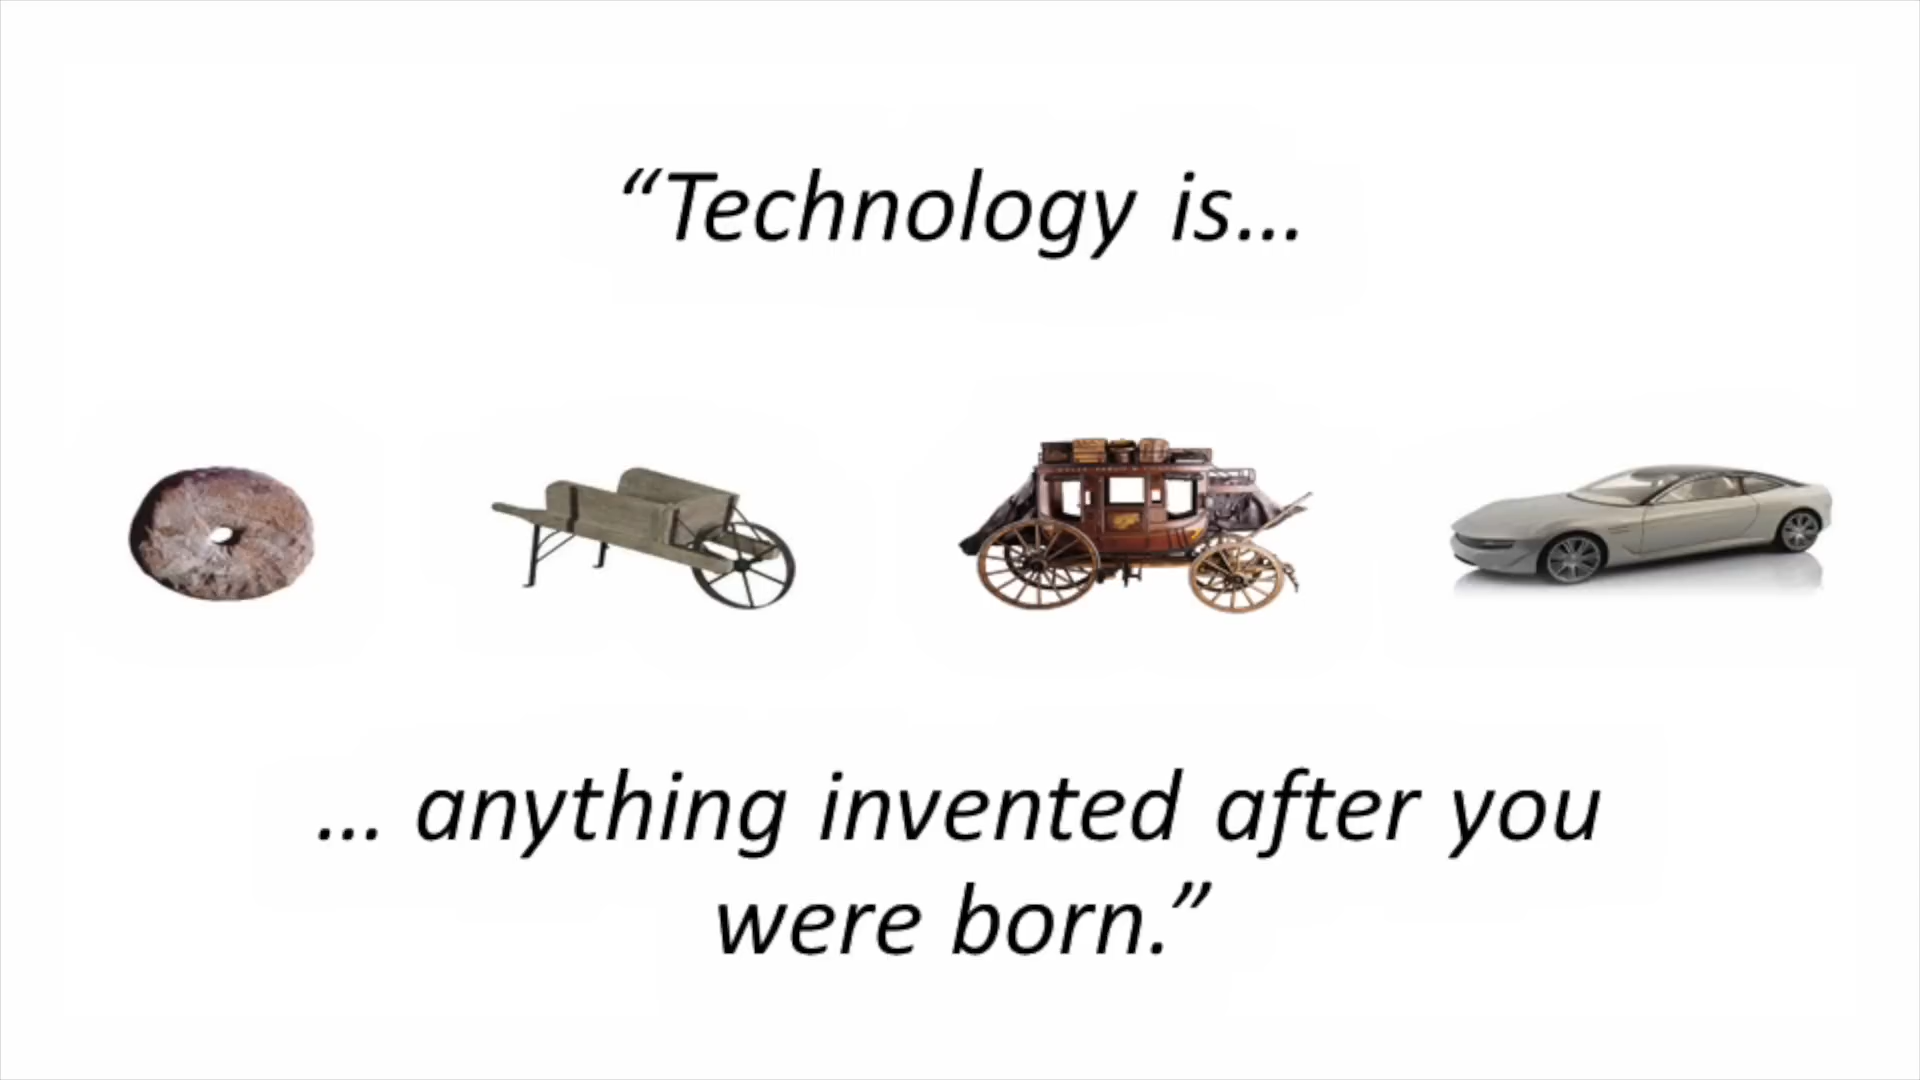 “Technology is...
... anything invented after you
were born.”